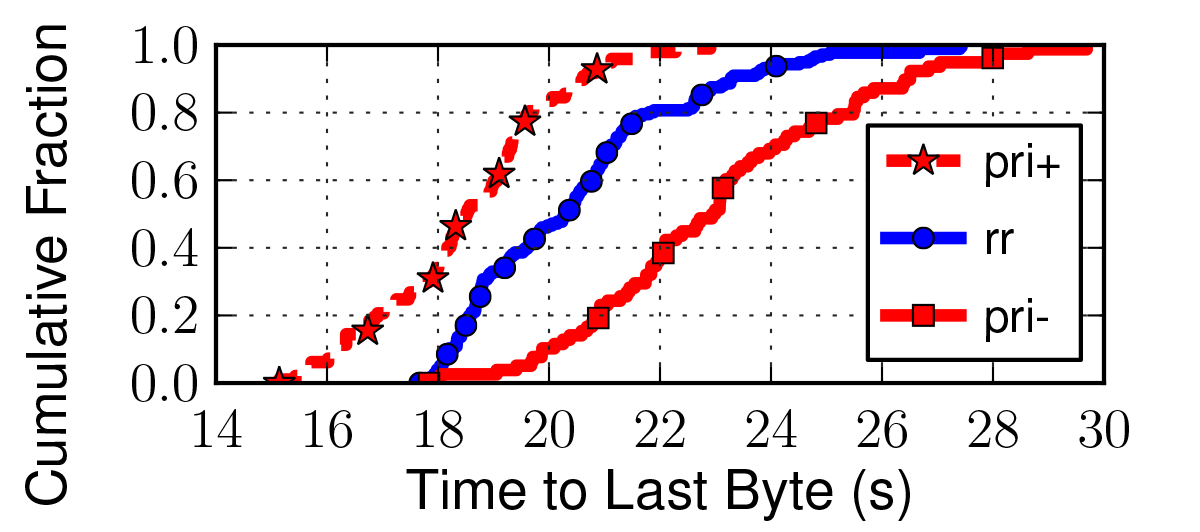 Cumulative Fraction
1.0
0.8
0.6
0.4
0.2
0.0
14 16 18 20 22 24 26 28 30
Time to Last Byte (s)
pri+
rr
pri-